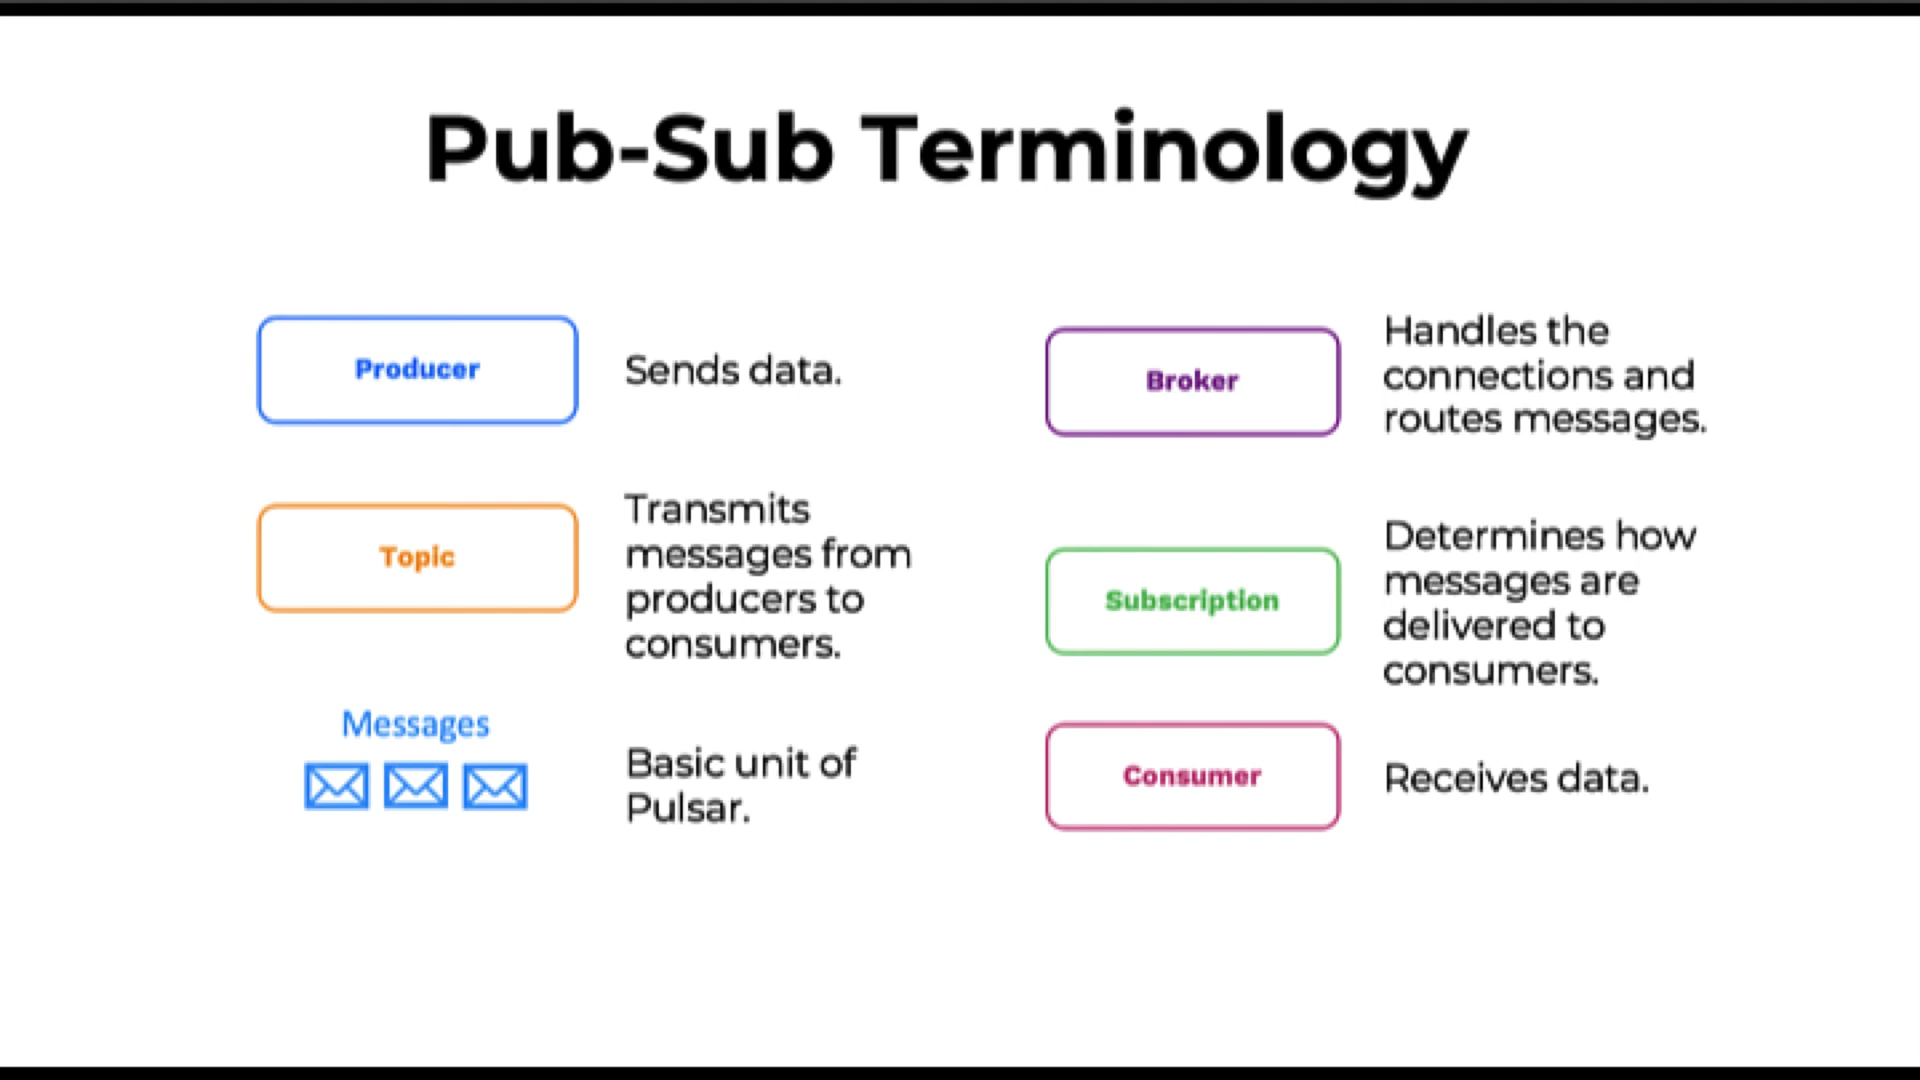 Pub-Sub Terminology
Producer
Sends data.
Topic
Transmits
messages from
producers to
consumers.
Messages
Basic unit of
Pulsar.
Broker
Handles the
connections and
routes messages.
Subscription
Determines how
messages are
delivered to
consumers.
Consumer
Receives data.